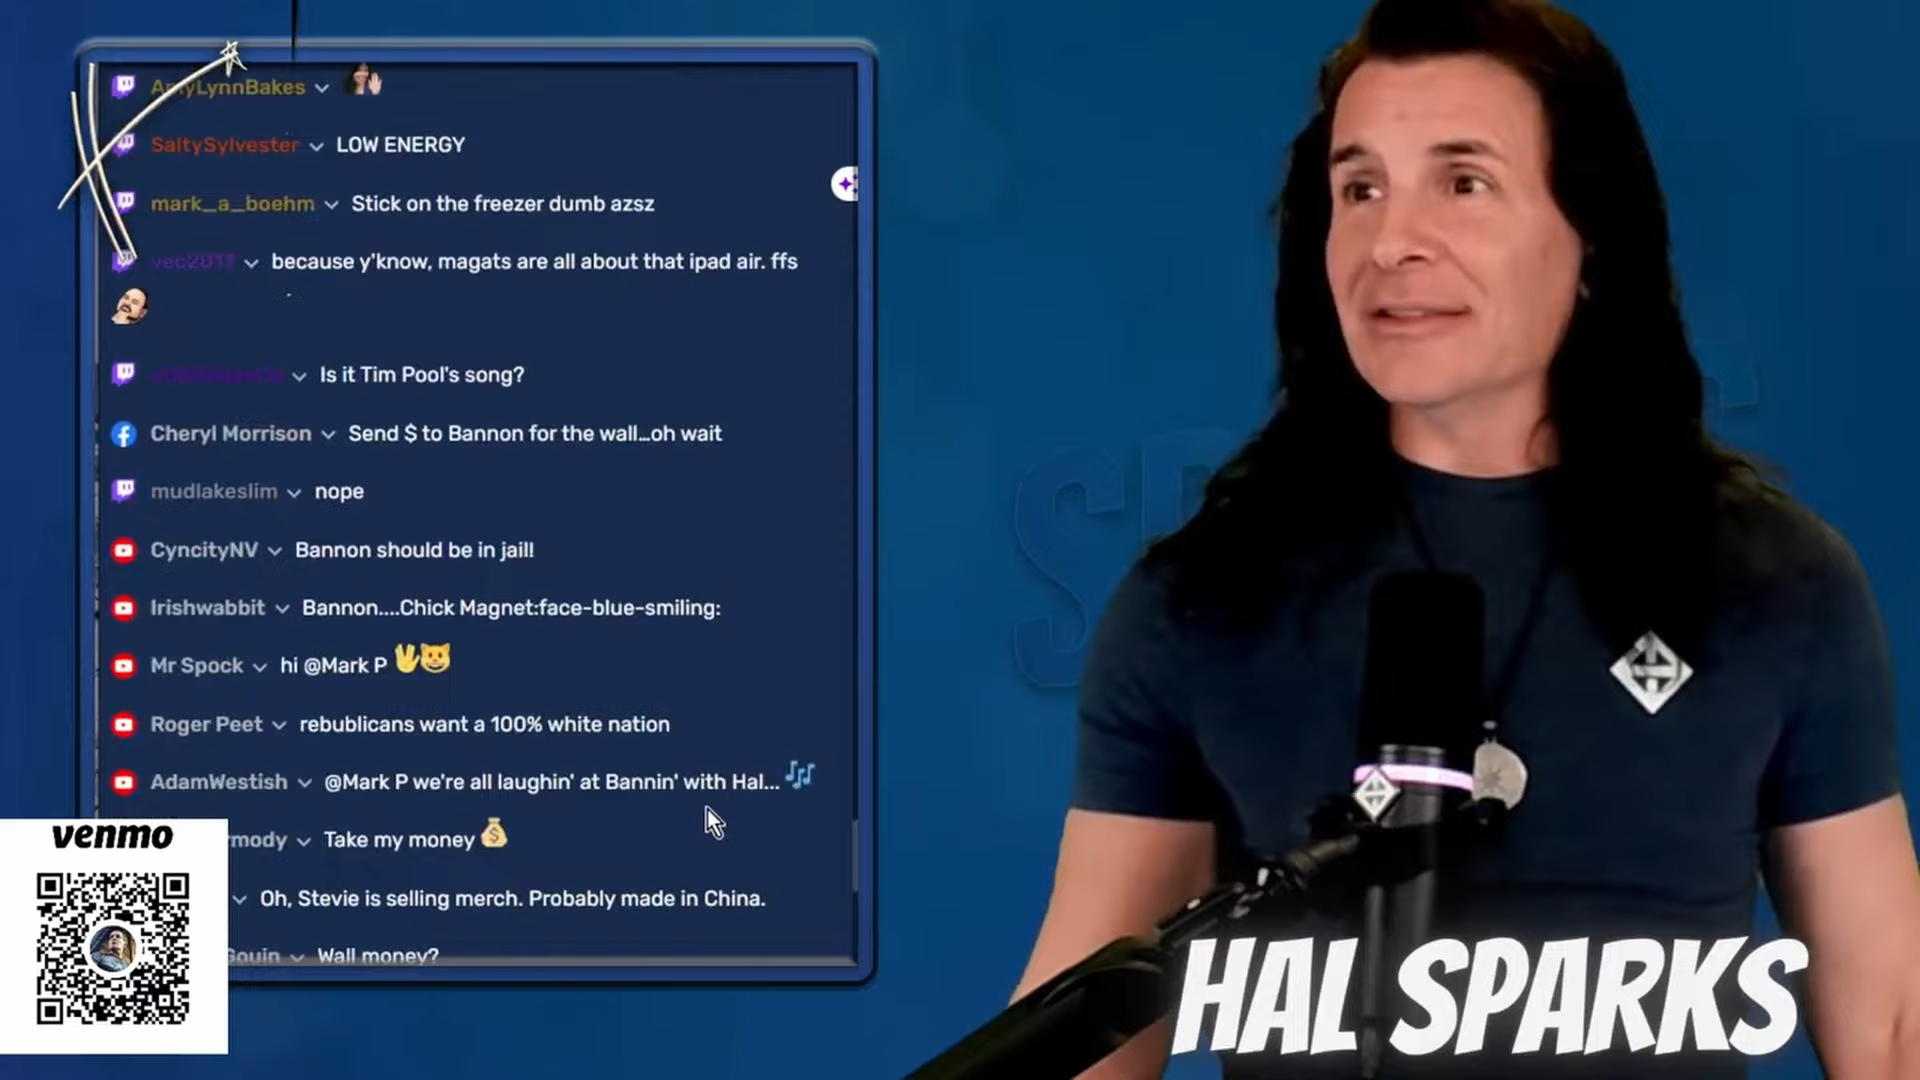 AmyLynnBakes
SaltySylvester LOW ENERGY
mark_a_boehm Stick on the freezer dumb azsz
vec2017 because y'know, magats are all about that ipad air. ffs
Is it Tim Pool's song?
Cheryl Morrison Send $ to Bannon for the wall...oh wait
mudlakeslim nope
CyncityNV Bannon should be in jail!
Irishwabbit Bannon....Chick Magnet:face-blue-smiling:
Mr Spock hi @Mark P
Roger Peet rebublicans want a 100% white nation
AdamWestish @Mark P we're all laughin' at Bannin' with Hal...
mody Take my money
Oh, Stevie is selling merch. Probably made in China.
Gouin Wall money?
venmo
HAL SPARKS